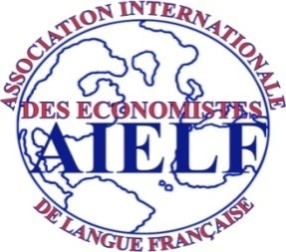 ASSOCIATION INTERNATIONALE
DES ECONOMISTES
AIELF
DE LANGUE FRANÇAISE